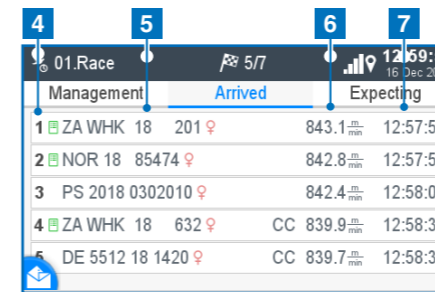 4 5 6 7
01.Race 5/7 12:59:
16 Dec 20
Management Arrived Expecting
1 ZA WHK 18 201 ♀ 843.1 m/min 12:57:5
2 NOR 18 85474 ♀ 842.8 m/min 12:57:5
3 PS 2018 0302010 ♀ 842.4 m/min 12:58:0
4 ZA WHK 18 632 ♀ CC 839.9 m/min 12:58:3
5 DE 5512 18 1420 ♀ CC 839.7 m/min 12:58:3